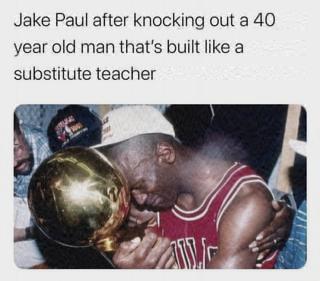 Jake Paul after knocking out a 40
year old man that's built like a
substitute teacher